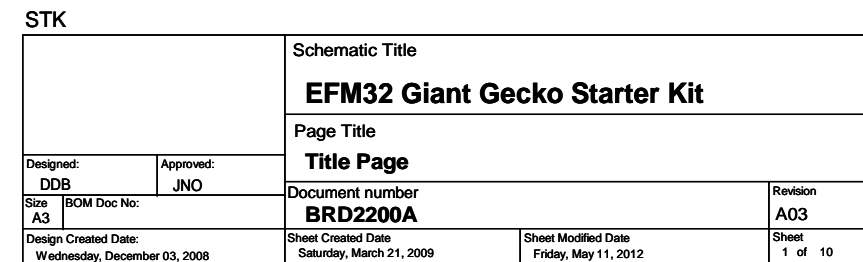 STK
Schematic Title
EFM32 Giant Gecko Starter Kit
Page Title
Title Page
Designed: Approved:
DDB JNO
Document number Revision
BRD2200A A03
Size BOM Doc No:
A3
Design Created Date: Sheet Created Date Sheet Modified Date Sheet
Wednesday, December 03, 2008 Saturday, March 21, 2009 Friday, May 11, 2012 1 of 10